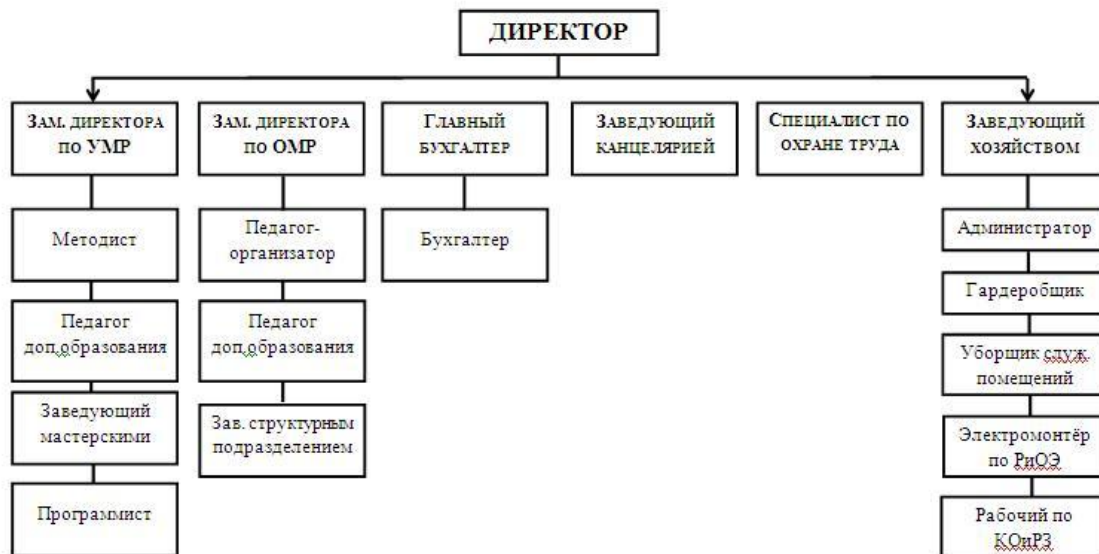 ДИРЕКТОР
ЗАМ. ДИРЕКТОРА
ПО УМР
ЗАМ. ДИРЕКТОРА
ПО ОМР
ГЛАВНЫЙ
БУХГАЛТЕР
ЗАВЕДУЮЩИЙ
КАНЦЕЛЯРИЕЙ
СПЕЦИАЛИСТ ПО
ОХРАНЕ ТРУДА
ЗАВЕДУЮЩИЙ
ХОЗЯЙСТВОМ
Методист
Педагог
доп.образования
Заведующий
мастерскими
Программист
Педагог-
организатор
Педагог
доп.образования
Зав. структурным
подразделением
Бухгалтер
Администратор
Гардеробщик
Уборщик служ.
помещений
Электромонтёр
по РиОЭ
Рабочий по
КОиРЗ